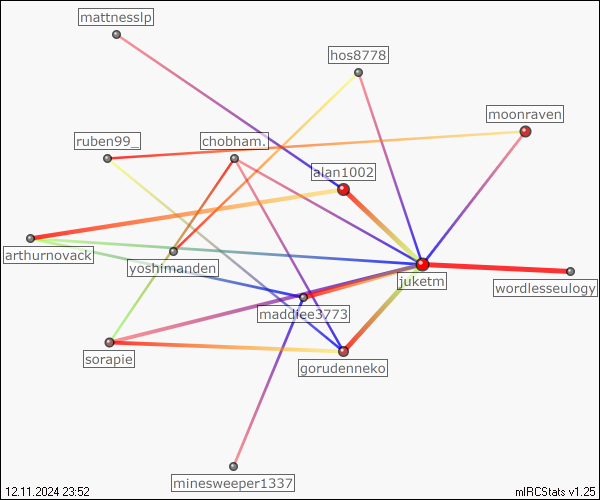 mattnesslp
hos8778
moonraven
ruben99_
chobham.
alan1002
arthurnovack
yoshimanden
juketm
wordlesseulogy
maddiee3773
sorapie
gorudenneko
minesweeper1337
12.11.2024 23:52
mIRCStats v1.25